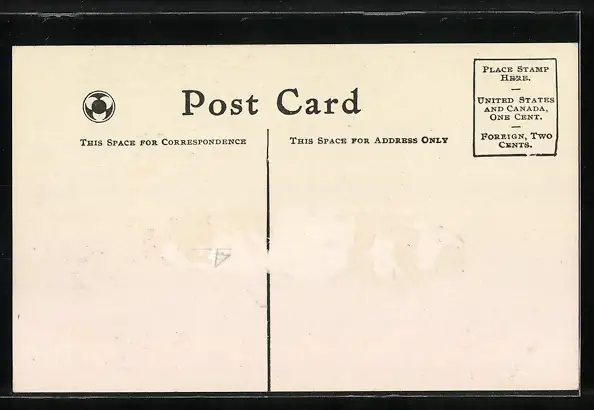 Post Card
This Space for Correspondence
This Space for Address Only
Place Stamp
Here.
—
United States
and Canada,
One Cent.
—
Foreign, Two
Cents.